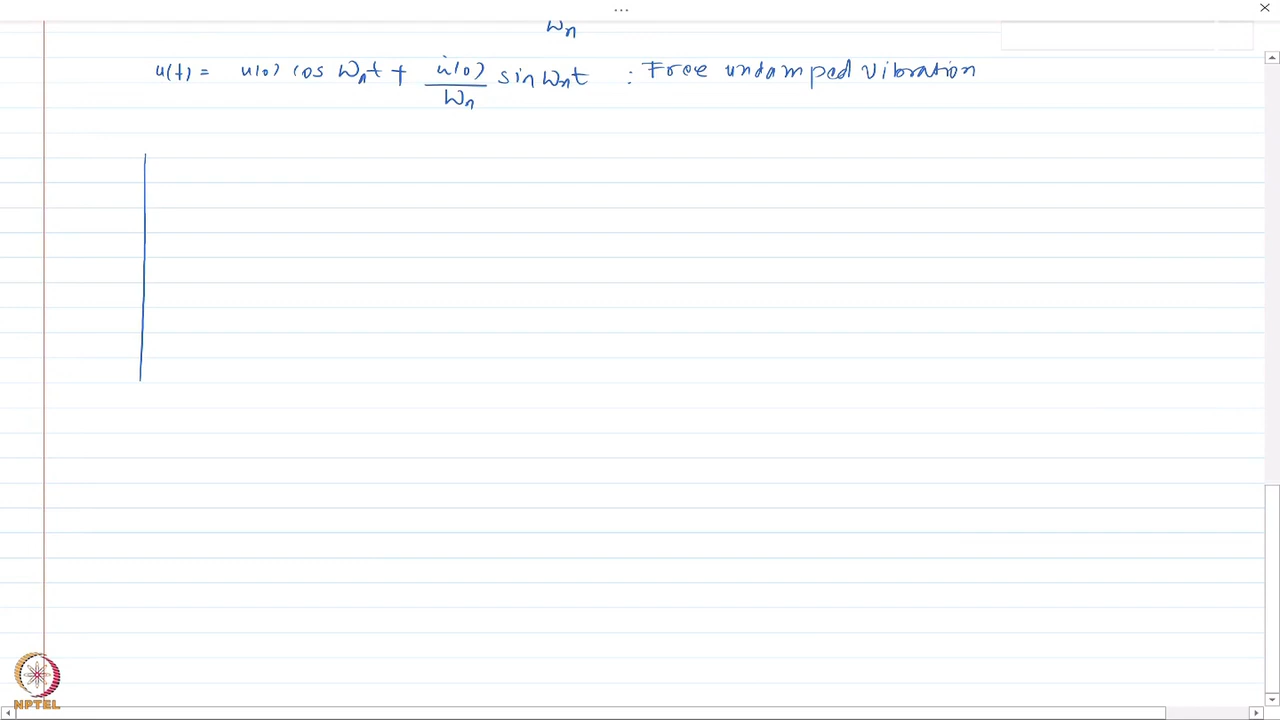 ωn
u(t) = u(0) cos ωnt + u̇(0)/ωn sin ωnt : Free undamped vibration
NPTEL